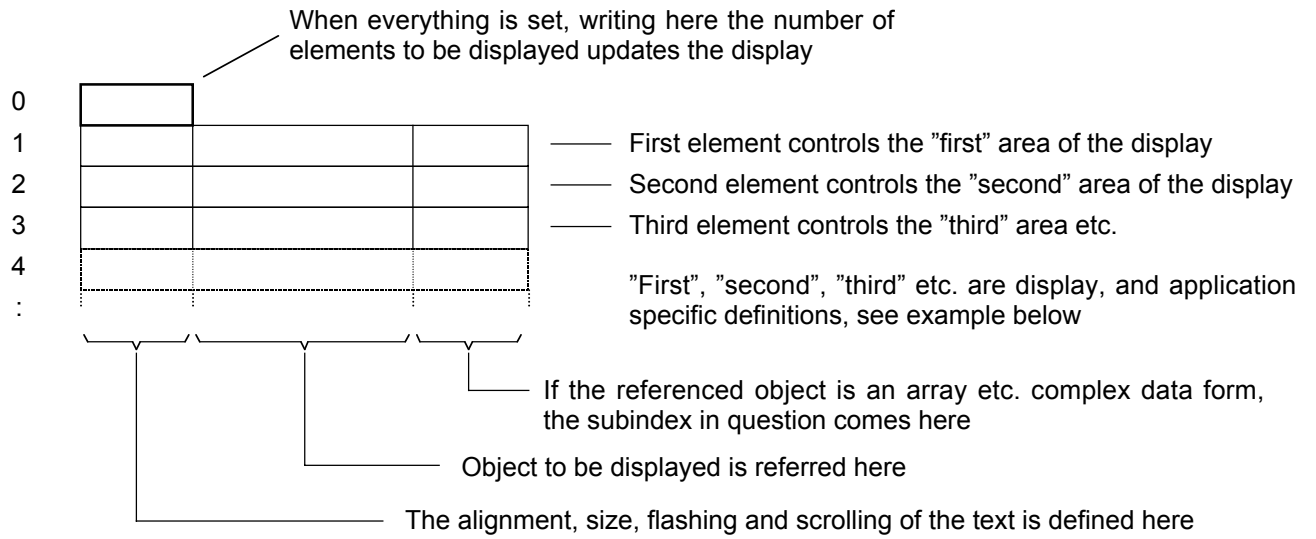 When everything is set, writing here the number of
elements to be displayed updates the display
0
1
First element controls the ”first” area of the display
2
Second element controls the ”second” area of the display
3
Third element controls the ”third” area etc.
4
:
”First”, ”second”, ”third” etc. are display, and application
specific definitions, see example below
If the referenced object is an array etc. complex data form,
the subindex in question comes here
Object to be displayed is referred here
The alignment, size, flashing and scrolling of the text is defined here